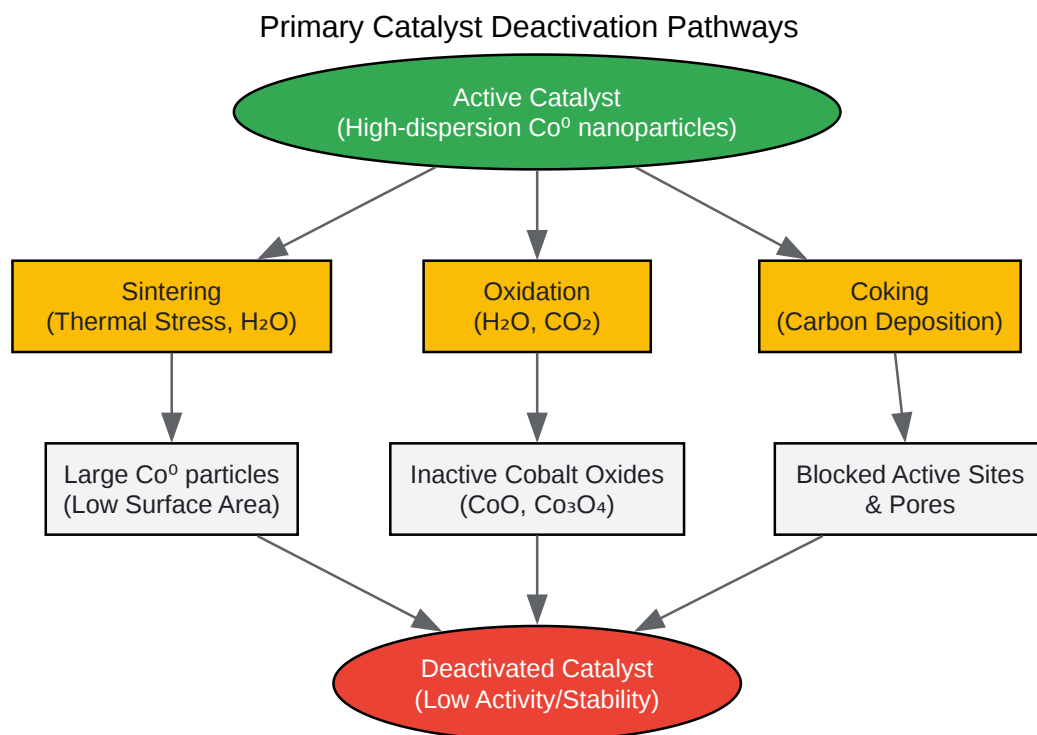 Primary Catalyst Deactivation Pathways
Active Catalyst
(High-dispersion Co⁰ nanoparticles)
Sintering
(Thermal Stress, H₂O)
Oxidation
(H₂O, CO₂)
Coking
(Carbon Deposition)
Large Co⁰ particles
(Low Surface Area)
Inactive Cobalt Oxides
(CoO, Co₃O₄)
Blocked Active Sites
& Pores
Deactivated Catalyst
(Low Activity/Stability)